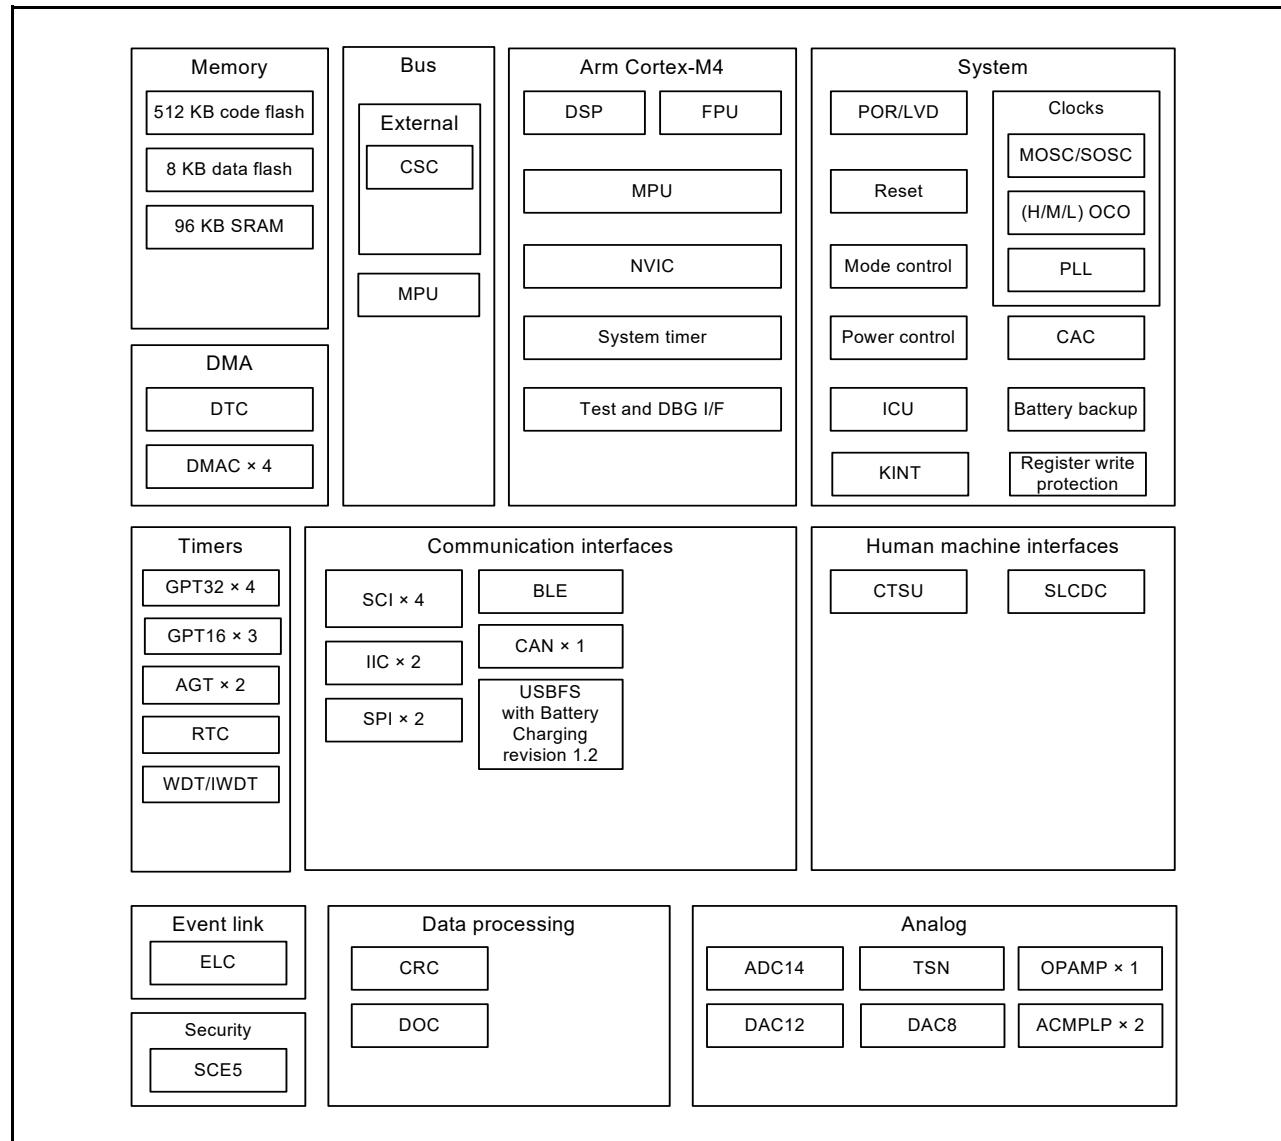 Memory
512 KB code flash
8 KB data flash
96 KB SRAM
DMA
DTC
DMAC × 4
Bus
External
CSC
MPU
Arm Cortex-M4
DSP
FPU
MPU
NVIC
System timer
Test and DBG I/F
System
POR/LVD
Reset
Mode control
Power control
ICU
KINT
Clocks
MOSC/SOSC
(H/M/L) OCO
PLL
CAC
Battery backup
Register write
protection
Timers
GPT32 × 4
GPT16 × 3
AGT × 2
RTC
WDT/IWDT
Communication interfaces
SCI × 4
IIC × 2
SPI × 2
BLE
CAN × 1
USBFS
with Battery
Charging
revision 1.2
Human machine interfaces
CTSU
SLCDC
Event link
ELC
Security
SCE5
Data processing
CRC
DOC
Analog
ADC14
TSN
OPAMP × 1
DAC12
DAC8
ACMPLP × 2